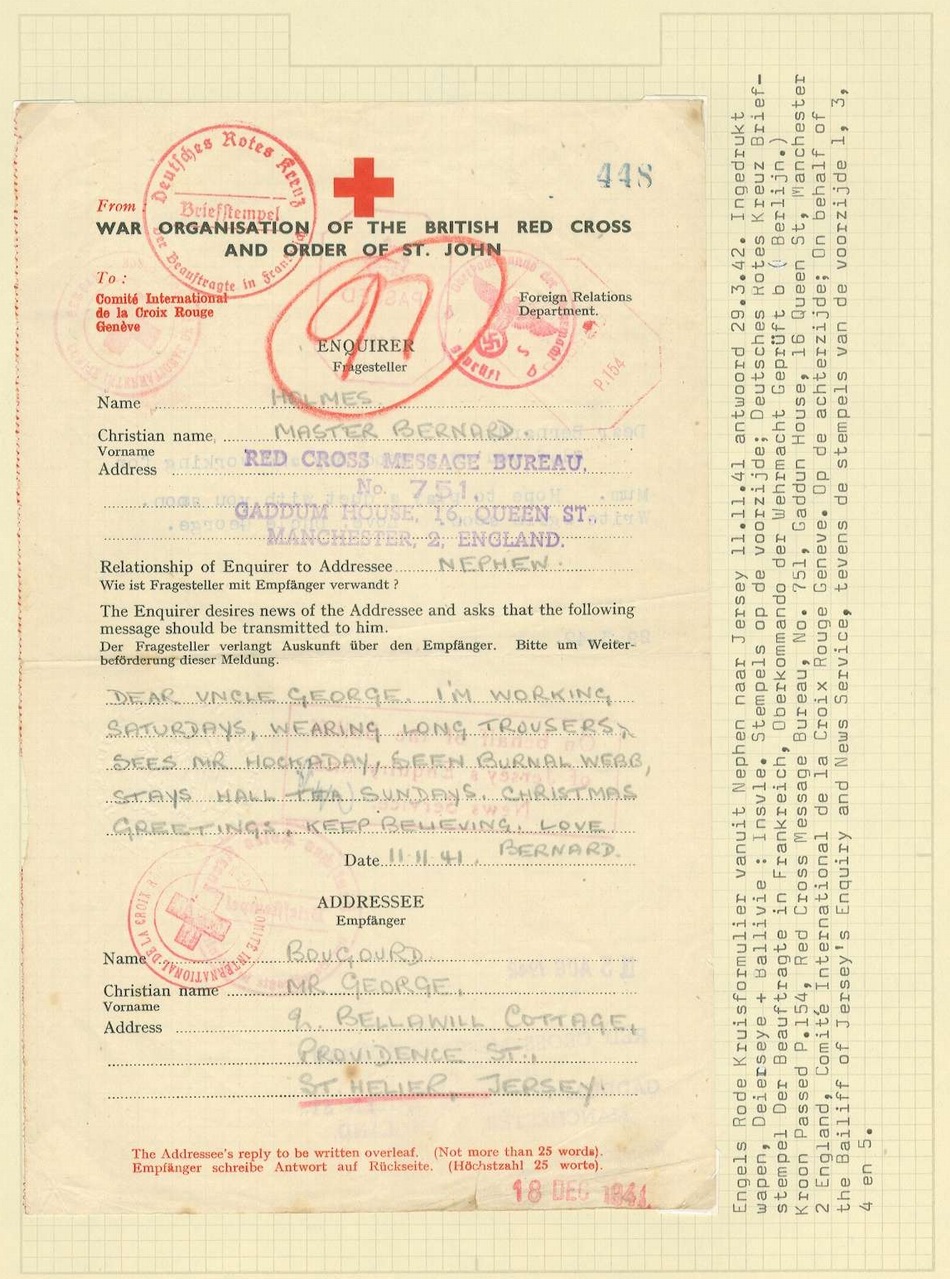 Deutsches Rotes Kreuz
Briefstempel
Der Beauftragte in Frankreich
448
From :
WAR ORGANISATION OF THE BRITISH RED CROSS
AND ORDER OF ST. JOHN
To :
Comité International
de la Croix Rouge
Genève
Foreign Relations
Department.
PASSED
P.154
Geprüft
ENQUIRER
Fragesteller
Name HOLMES.
Christian name MASTER BERNARD.
Vorname
Address RED CROSS MESSAGE BUREAU,
No. 751,
GADDUM HOUSE, 16, QUEEN ST.,
MANCHESTER, 2, ENGLAND.
Relationship of Enquirer to Addressee NEPHEW.
Wie ist Fragesteller mit Empfänger verwandt ?
The Enquirer desires news of the Addressee and asks that the following
message should be transmitted to him.
Der Fragesteller verlangt Auskunft über den Empfänger. Bitte um Weiter-
beförderung dieser Meldung.
DEAR UNCLE GEORGE. I'M WORKING
SATURDAYS, WEARING LONG TROUSERS,
SEES MR HOCKADAY, SEEN BURNAL WEBB,
STAYS HALL TEA SUNDAYS. CHRISTMAS
GREETINGS, KEEP BELIEVING, LOVE
Date 11.11.41. BERNARD.
COMITÉ INTERNATIONAL DE LA CROIX R
ADDRESSEE
Empfänger
Name BOUGOURD
Christian name MR GEORGE,
Vorname
Address 9. BELLAWILL COTTAGE,
PROVIDENCE ST.,
ST. HELIER, JERSEY.
The Addressee's reply to be written overleaf. (Not more than 25 words).
Empfänger schreibe Antwort auf Rückseite. (Höchstzahl 25 worte).
18 DEC 1941
Engels Rode Kruisformulier vanuit Nephen naar Jersey 11.11.41 antwoord 29.3.42. Ingedrukt
wapen, Deierseye + Ballivie : Insvle. Stempels op de voorzijde; Deutsches Rotes Kreuz Brief-
stempel Der Beauftragte in Frankreich, Oberkommando der Wehrmacht Geprüft b ( Berlijn.)
Kroon Passed P.154, Red Cross Message Bureau, No. 751, Gaddun House, 16 Queen St, Manchester
2 England, Comité International de la Croix Rouge Geneve. Op de achterzijde; On behalf of
the Bailiff of Jersey's Enquiry and News Service, tevens de stempels van de voorzijde 1, 3,
4 en 5.